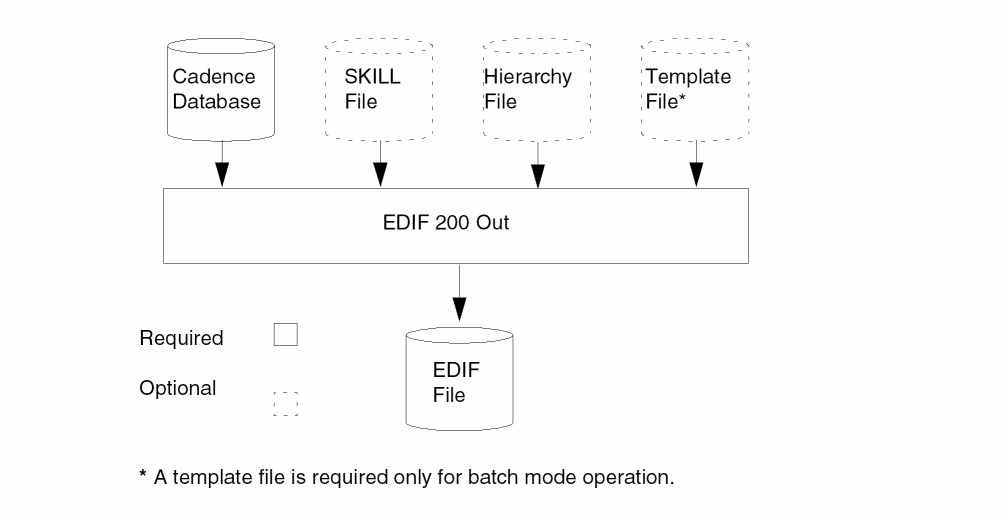 Cadence
Database
SKILL
File
Hierarchy
File
Template
File*
EDIF 200 Out
EDIF
File
Required
Optional
* A template file is required only for batch mode operation.